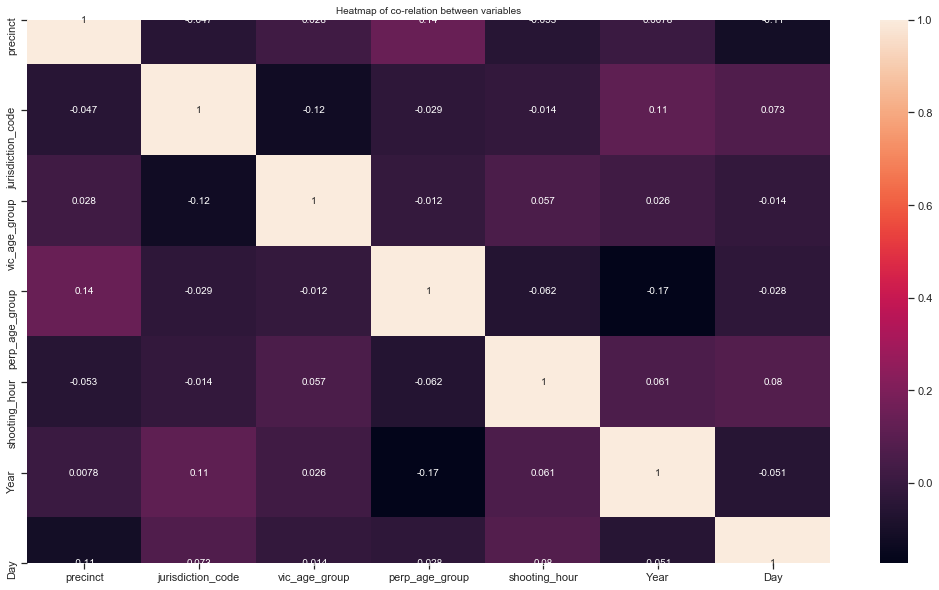 Heatmap of co-relation between variables
precinct
1 -0.047 0.028 0.14 -0.053 0.0078 -0.11
jurisdiction_code
-0.047 1 -0.12 -0.029 -0.014 0.11 0.073
vic_age_group
0.028 -0.12 1 -0.012 0.057 0.026 -0.014
perp_age_group
0.14 -0.029 -0.012 1 -0.062 -0.17 -0.028
shooting_hour
-0.053 -0.014 0.057 -0.062 1 0.061 0.08
Year
0.0078 0.11 0.026 -0.17 0.061 1 -0.051
Day
-0.11 0.073 -0.014 -0.028 0.08 -0.051 1
precinct jurisdiction_code vic_age_group perp_age_group shooting_hour Year Day
1.0
0.8
0.6
0.4
0.2
0.0